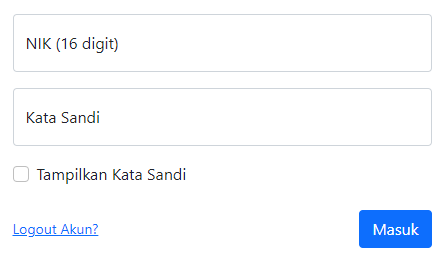 NIK (16 digit)
Kata Sandi
Tampilkan Kata Sandi
Logout Akun?
Masuk